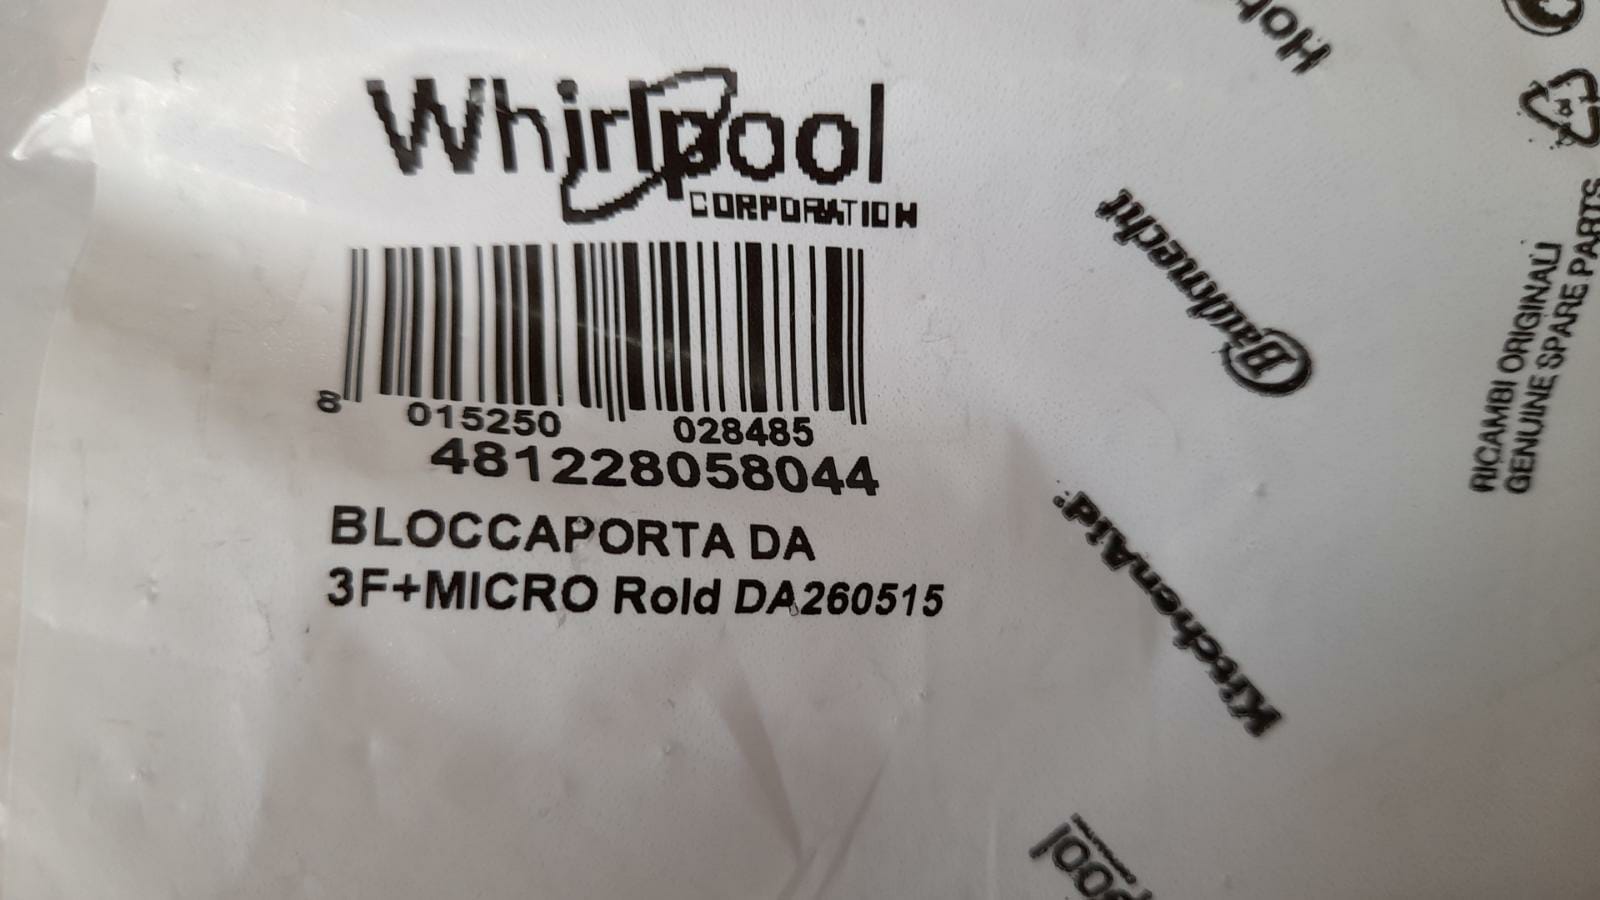 Whirlpool
CORPORATION
8 015250 028485
481228058044
BLOCCAPORTA DA
3F+MICRO Rold DA260515
Bauknecht
KitchenAid.
RICAMBI ORIGINALI
GENUINE SPARE PARTS